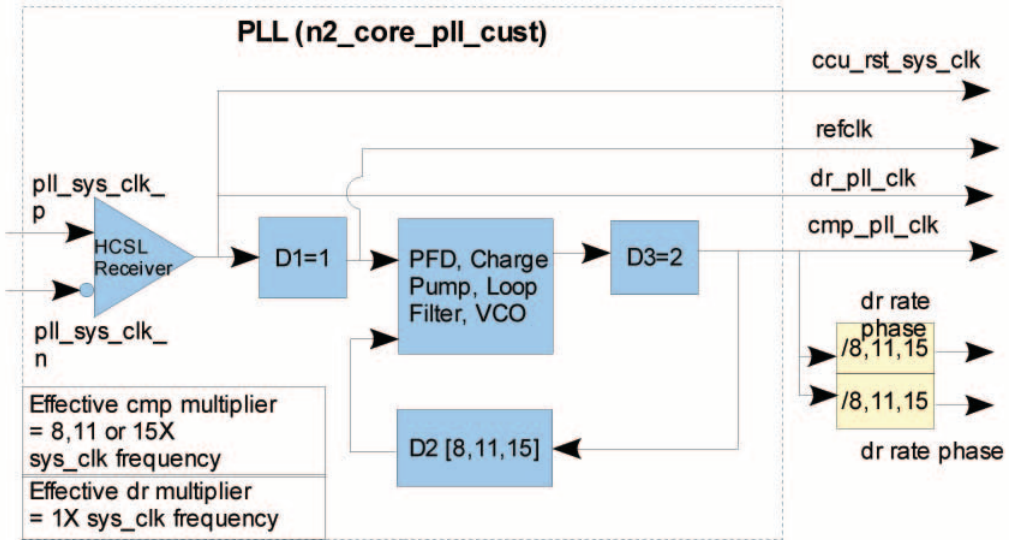 PLL (n2_core_pll_cust)
ccu_rst_sys_clk
refclk
dr_pll_clk
cmp_pll_clk
pll_sys_clk_
p
HCSL
Receiver
pll_sys_clk_
n
D1=1
PFD, Charge
Pump, Loop
Filter, VCO
D3=2
D2 [8,11,15]
dr rate
phase
/8,11,15
/8,11,15
dr rate phase
Effective cmp multiplier
= 8,11 or 15X
sys_clk frequency
Effective dr multiplier
= 1X sys_clk frequency